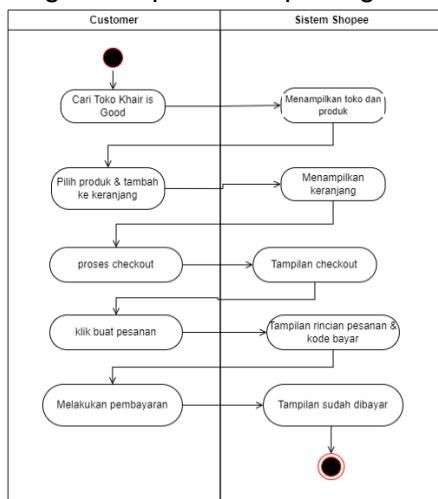 Customer
Sistem Shopee
Cari Toko Khair is
Good
Menampilkan toko dan
produk
Pilih produk & tambah
ke keranjang
Menampilkan
keranjang
proses checkout
Tampilan checkout
klik buat pesanan
Tampilan rincian pesanan &
kode bayar
Melakukan pembayaran
Tampilan sudah dibayar